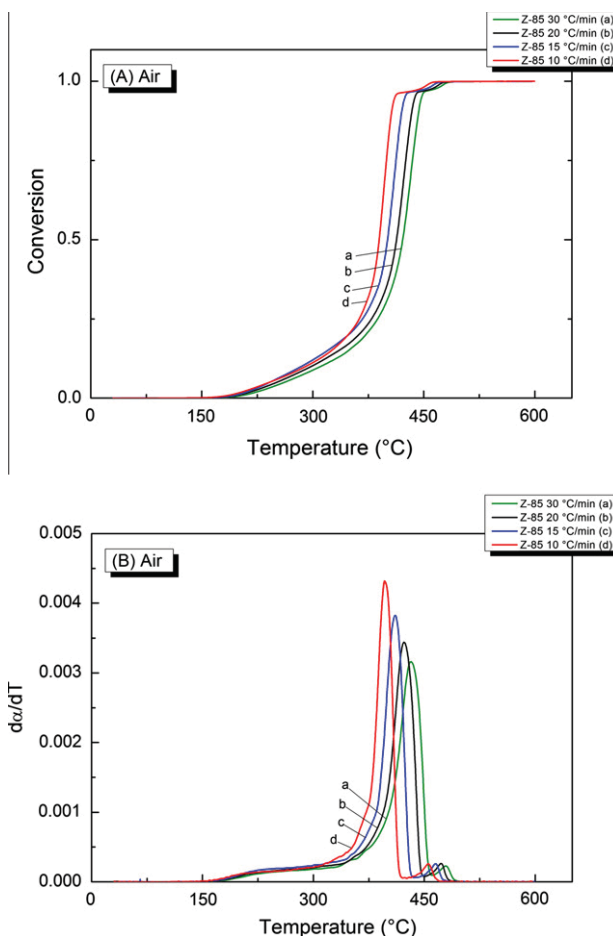 Z-85 30 °C/min (a)
Z-85 20 °C/min (b)
Z-85 15 °C/min (c)
Z-85 10 °C/min (d)
(A) Air
1.0
0.5
0.0
Conversion
a
b
c
d
0 150 300 450 600
Temperature (°C)
Z-85 30 °C/min (a)
Z-85 20 °C/min (b)
Z-85 15 °C/min (c)
Z-85 10 °C/min (d)
(B) Air
0.005
0.004
0.003
0.002
0.001
0.000
dα/dT
a
b
c
d
0 150 300 450 600
Temperature (°C)